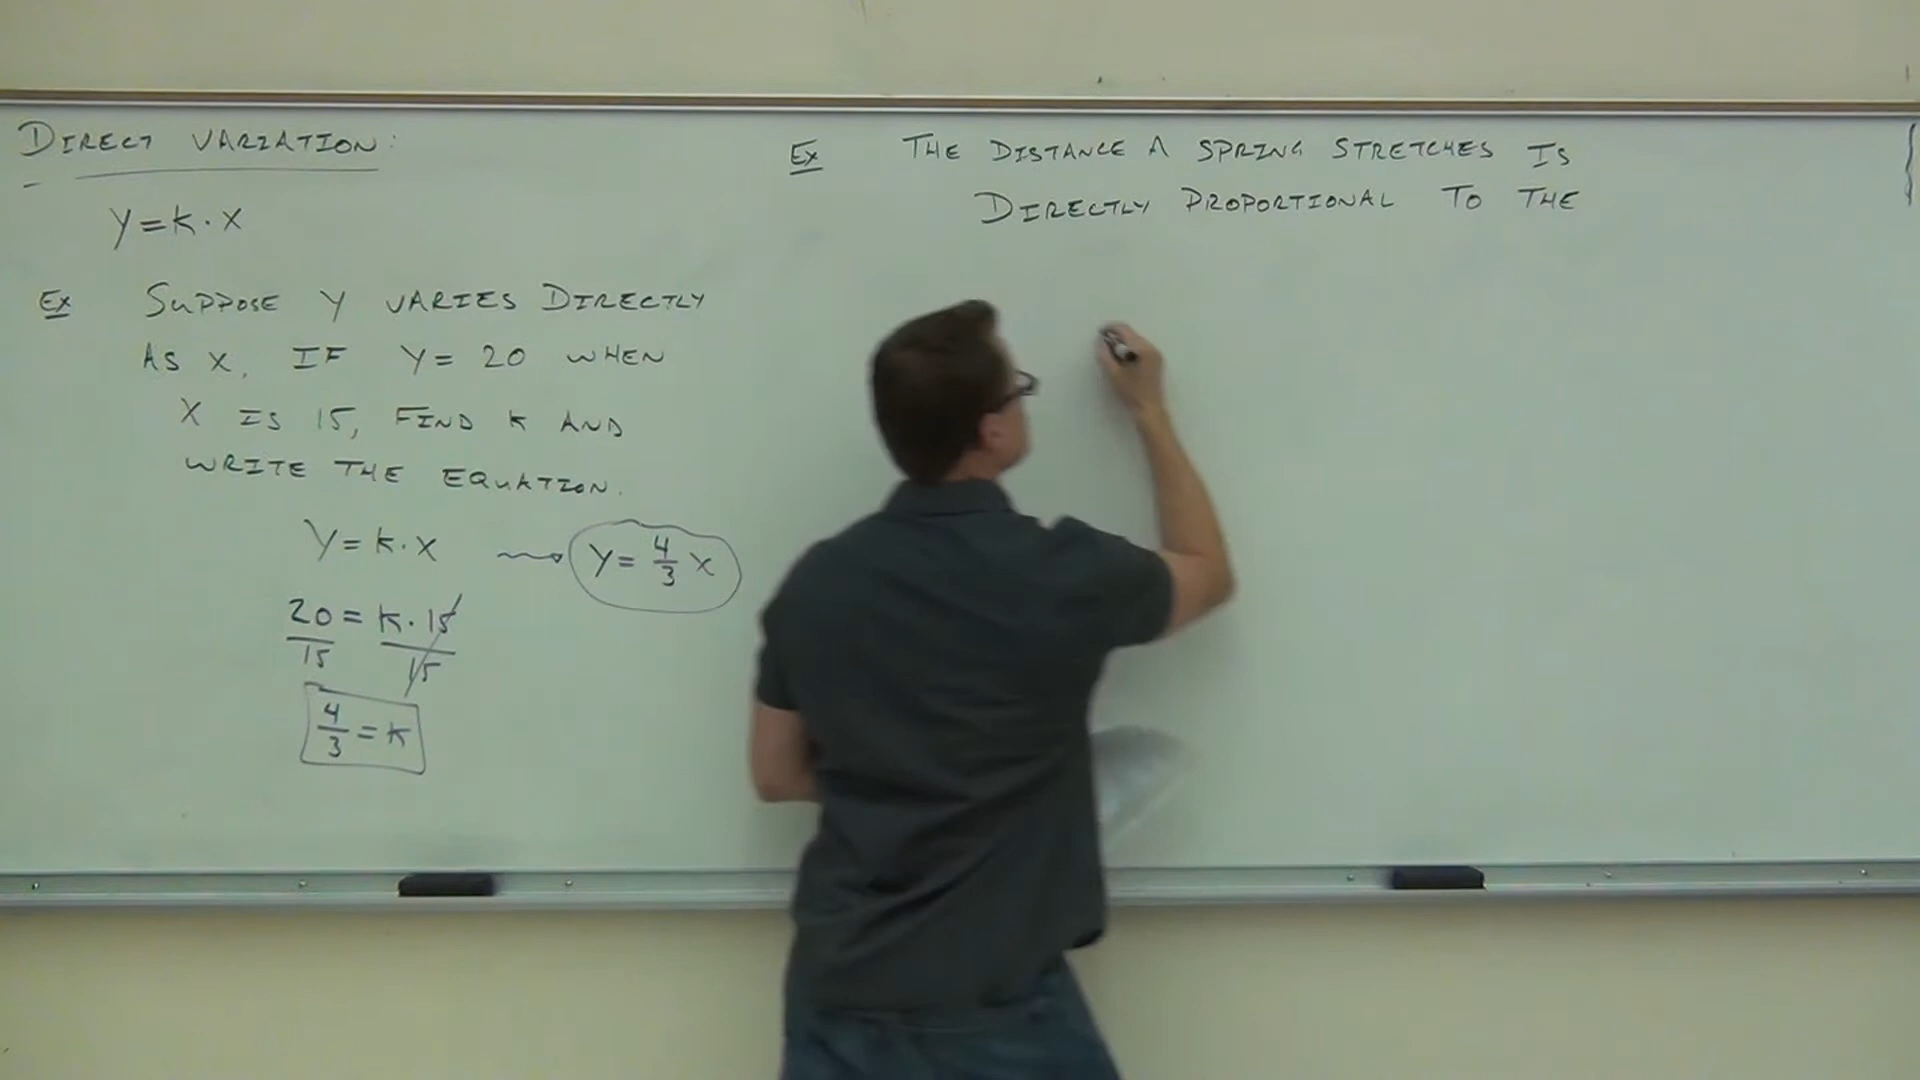 DIRECT VARIATION:
Y=K·X
EX SUPPOSE Y VARIES DIRECTLY
AS X. IF Y= 20 WHEN
X IS 15, FIND K AND
WRITE THE EQUATION.
Y=K·X → Y= 4/3 X
20 = K·15
15 15
4/3 = K
EX THE DISTANCE A SPRING STRETCHES IS
DIRECTLY PROPORTIONAL TO THE